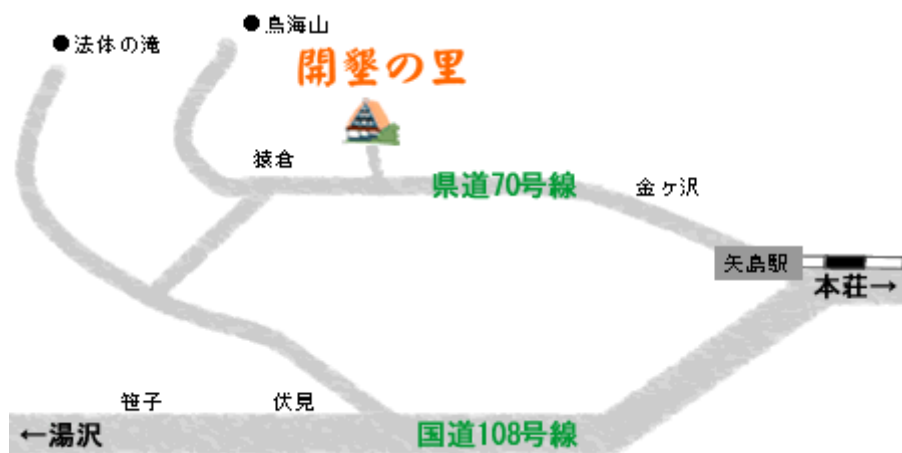 ●鳥海山
●法体の滝
開墾の里
猿倉
県道70号線
金ヶ沢
矢島駅
本荘→
笹子
伏見
←湯沢
国道108号線